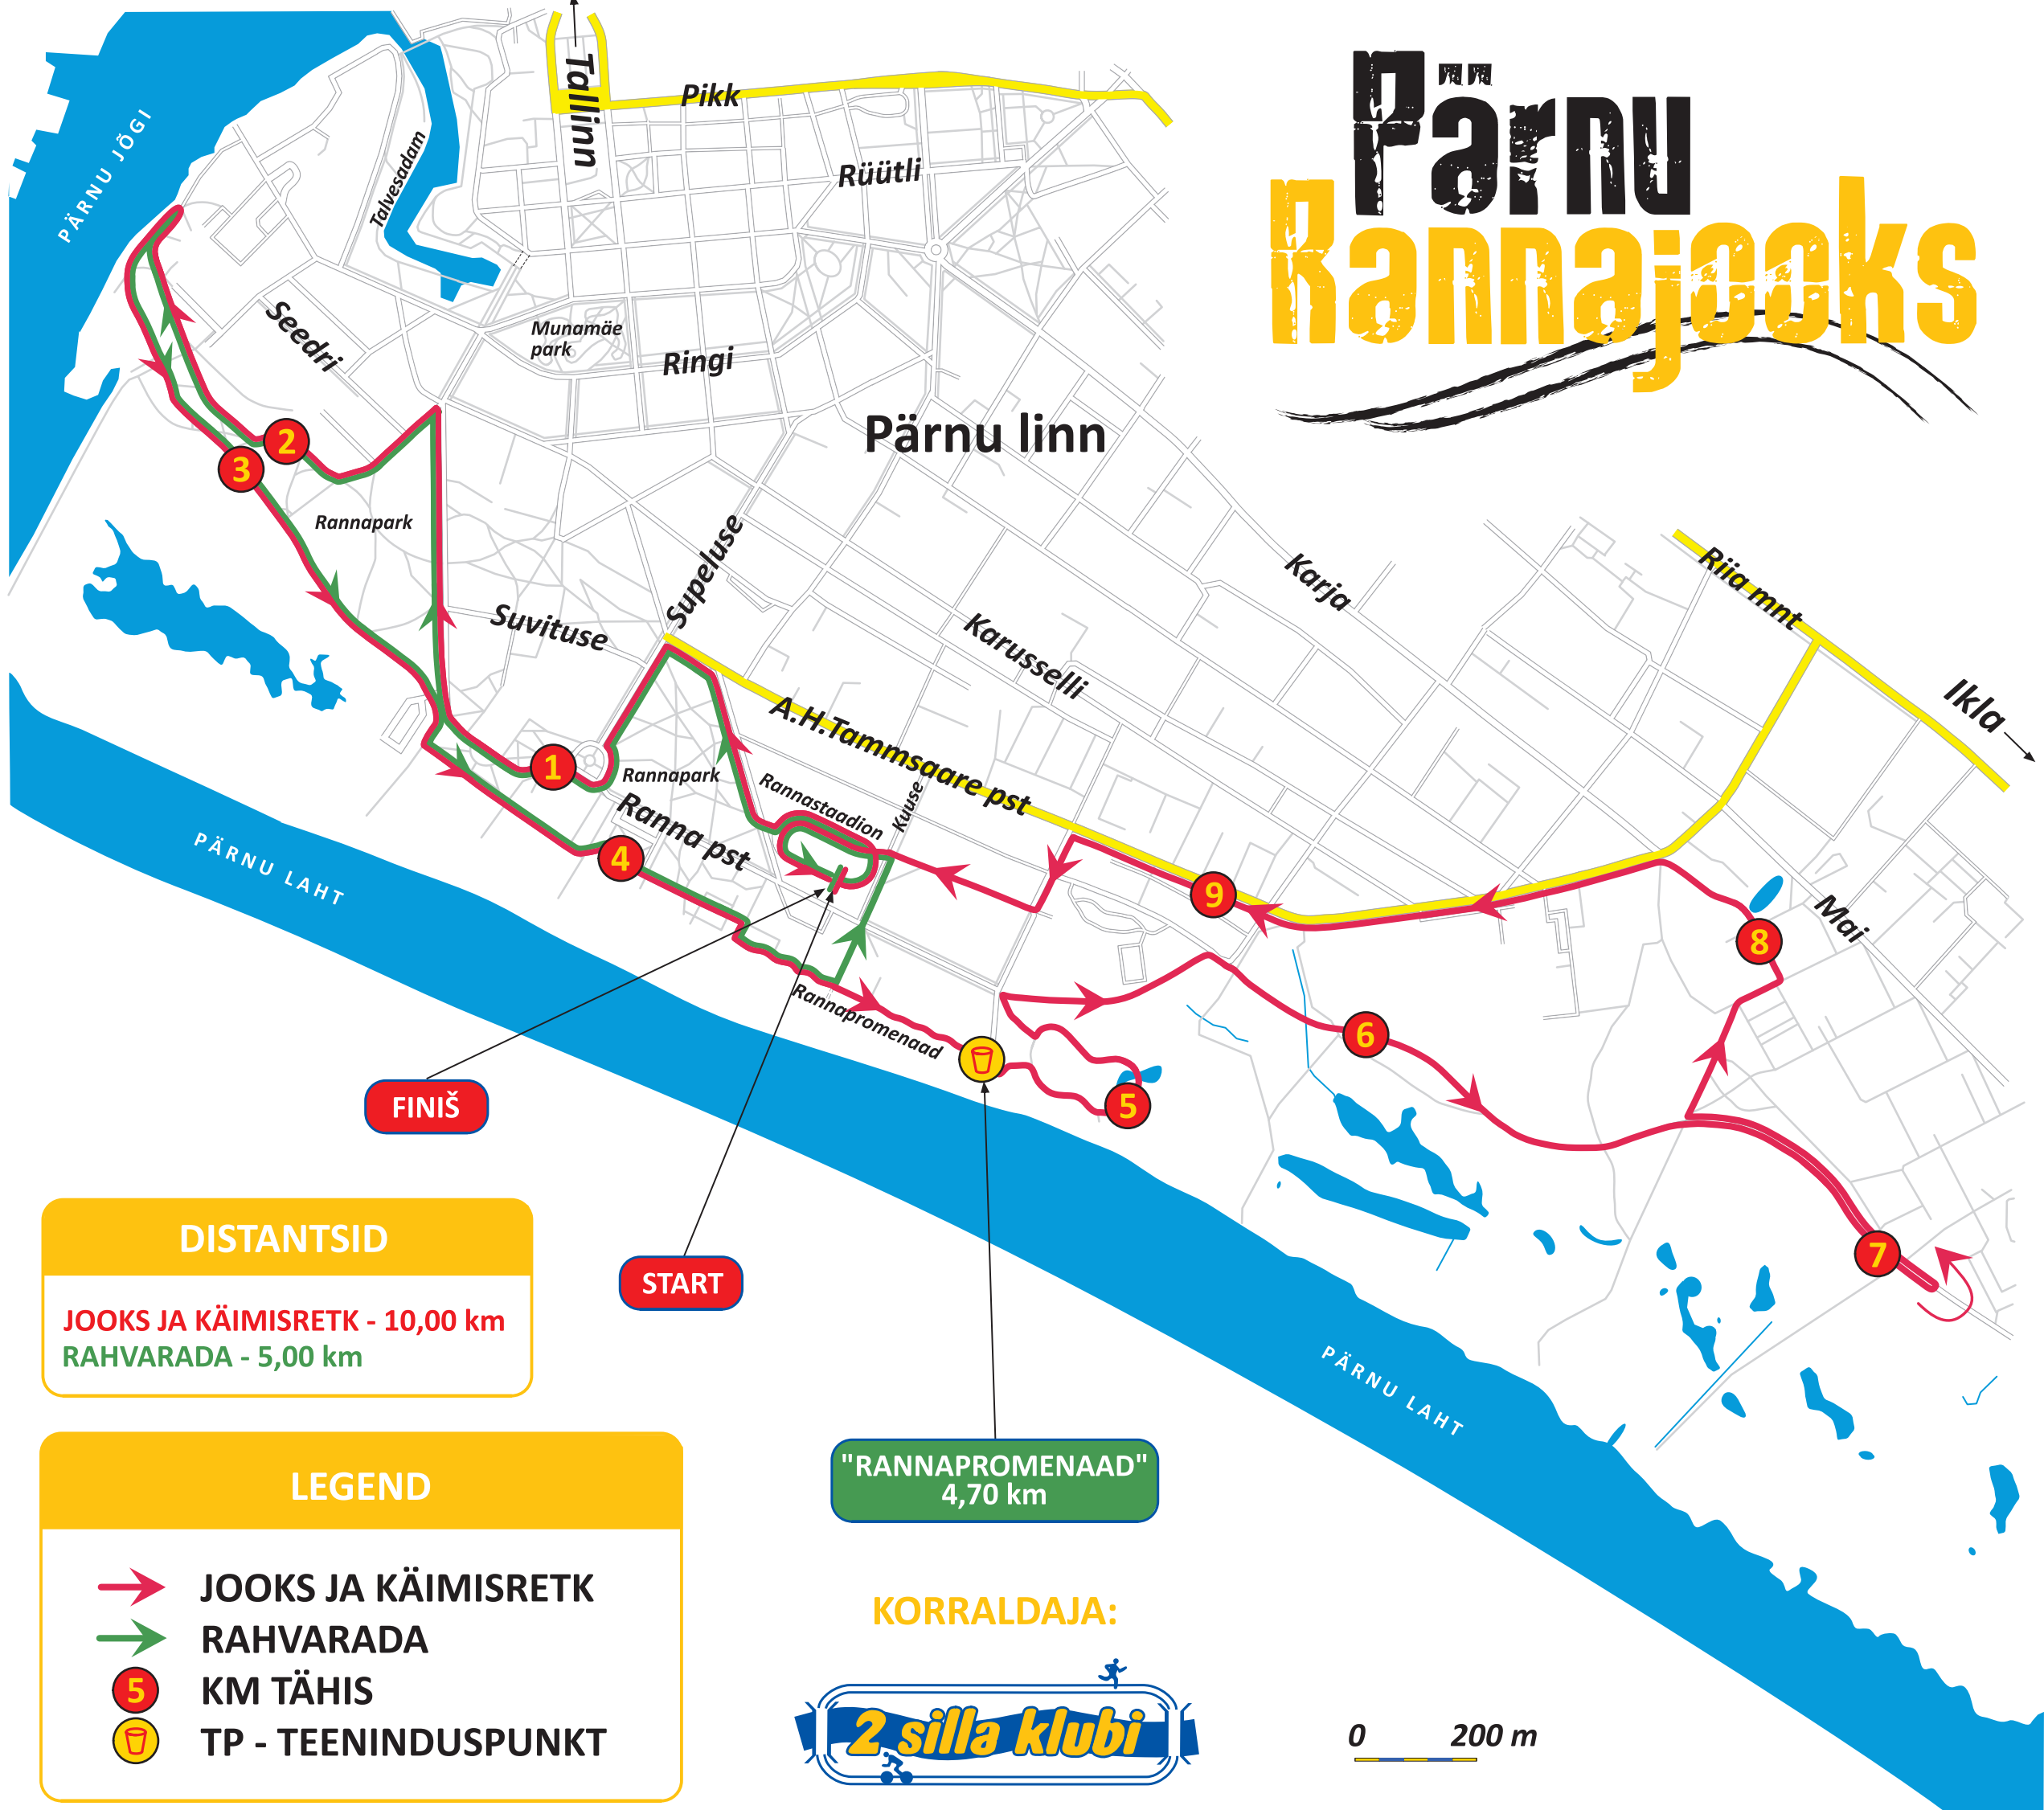 Pärnu
Rannajooks
Tallinn
Pikk
PÄRNU JÕGI
Talvesadam
Rüütli
Seedri
Munamäe
park
Ringi
Pärnu linn
2
3
Rannapark
Supeluse
Suvituse
Karja
Karusselli
Riia mnt
Ikla
A.H.Tammsaare pst
1
Rannapark
Rannastaadion
Kuuse
Ranna pst
4
PÄRNU LAHT
9
8
Mai
Rannapromenaad
6
5
7
FINIŠ
START
DISTANTSID
JOOKS JA KÄIMISRETK - 10,00 km
RAHVARADA - 5,00 km
PÄRNU LAHT
"RANNAPROMENAAD"
4,70 km
LEGEND
JOOKS JA KÄIMISRETK
RAHVARADA
5 KM TÄHIS
TP - TEENINDUSPUNKT
KORRALDAJA:
2 silla klubi
0 200 m